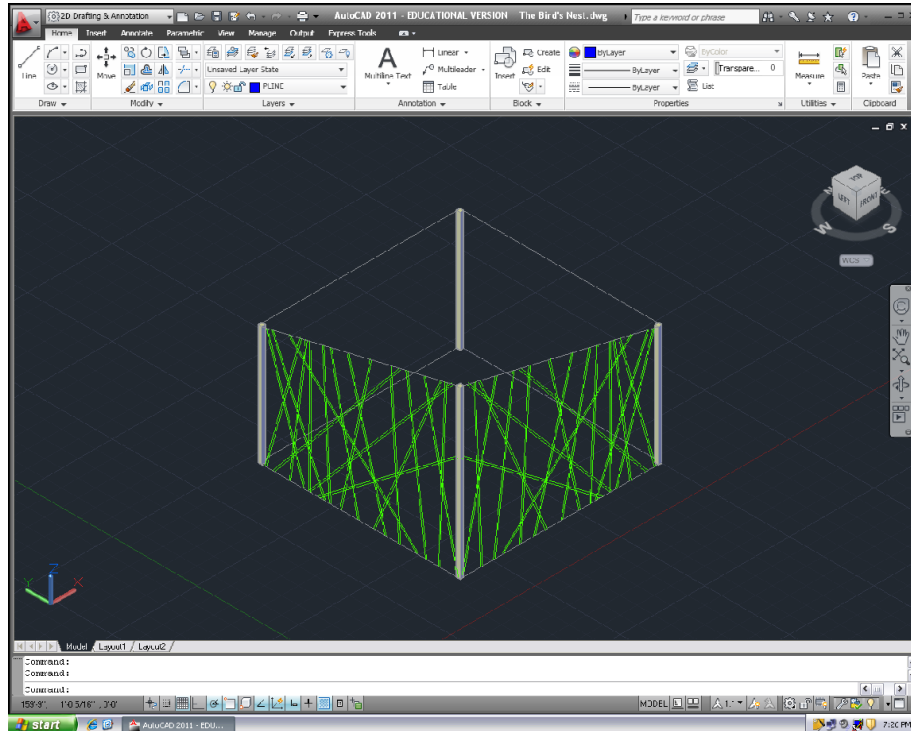 2D Drafting & Annotation
AutoCAD 2011 - EDUCATIONAL VERSION The Bird's Nest.dwg
Type a keyword or phrase
Home Insert Annotate Parametric View Manage Output Express Tools
Line
Move
Unsaved Layer State
PLINE
A
Multiline Text
Linear
Multileader
Table
Insert
Create
Edit
ByLayer
ByLayer
ByLayer
ByColor
Transpare... 0
List
Measure
Paste
Draw Modify Layers Annotation Block Properties Utilities Clipboard
TOP
LEFT
FRONT
N
E
W
S
WCS
Z
Y
X
Model Layout1 Layout2
Command:
Command:
Command:
MODEL
start
AutoCAD 2011 - EDU...
7:20 PM